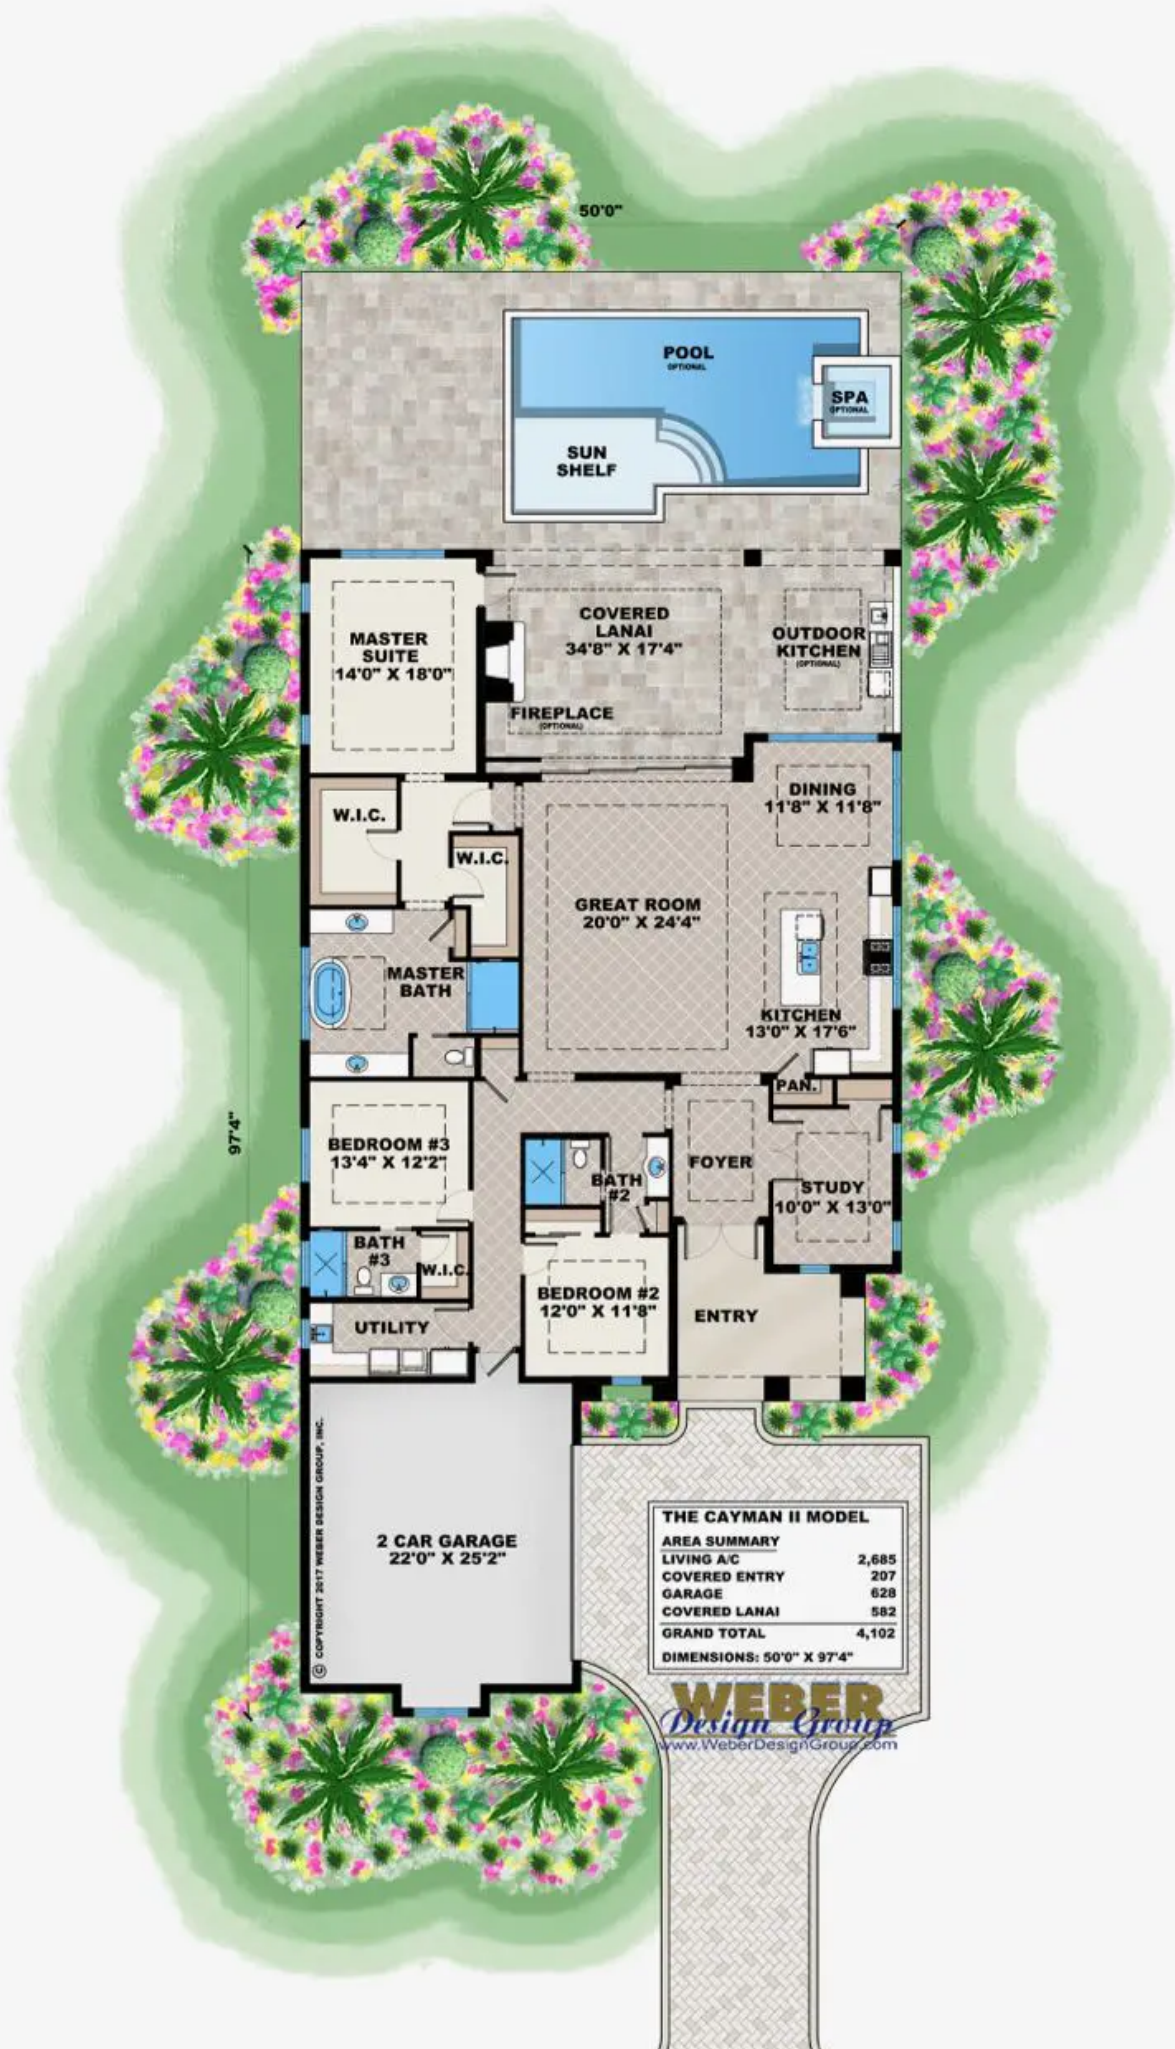 50'0"
POOL
OPTIONAL
SPA
OPTIONAL
SUN
SHELF
COVERED
LANAI
34'8" X 17'4"
OUTDOOR
KITCHEN
(OPTIONAL)
MASTER
SUITE
14'0" X 18'0"
FIREPLACE
(OPTIONAL)
DINING
11'8" X 11'8"
W.I.C.
W.I.C.
GREAT ROOM
20'0" X 24'4"
MASTER
BATH
KITCHEN
13'0" X 17'6"
PAN.
97'4"
BEDROOM #3
13'4" X 12'2"
FOYER
BATH
#2
STUDY
10'0" X 13'0"
BATH
#3
W.I.C.
BEDROOM #2
12'0" X 11'8"
ENTRY
UTILITY
2 CAR GARAGE
22'0" X 25'2"
© COPYRIGHT 2017 WEBER DESIGN GROUP, INC.
THE CAYMAN II MODEL
AREA SUMMARY
LIVING A/C 2,685
COVERED ENTRY 207
GARAGE 628
COVERED LANAI 582
GRAND TOTAL 4,102
DIMENSIONS: 50'0" X 97'4"
WEBER
Design Group
www.WeberDesignGroup.com